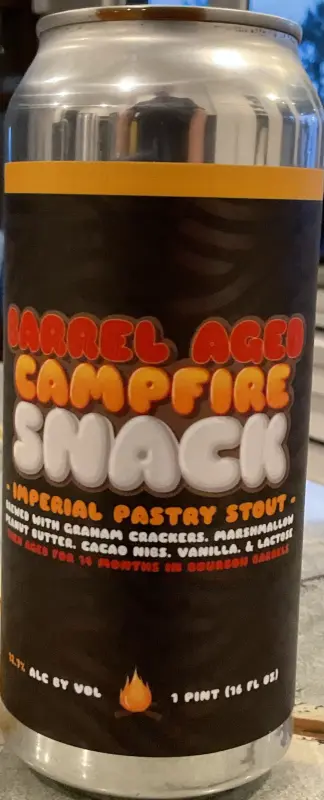 BARREL AGED
CAMPFIRE
SNACK
- IMPERIAL PASTRY STOUT -
BREWED WITH GRAHAM CRACKERS, MARSHMALLOW
PEANUT BUTTER, CACAO NIBS, VANILLA, & LACTOSE
THEN AGED FOR 14 MONTHS IN BOURBON BARRELS
ALC BY VOL
1 PINT (16 FL OZ)